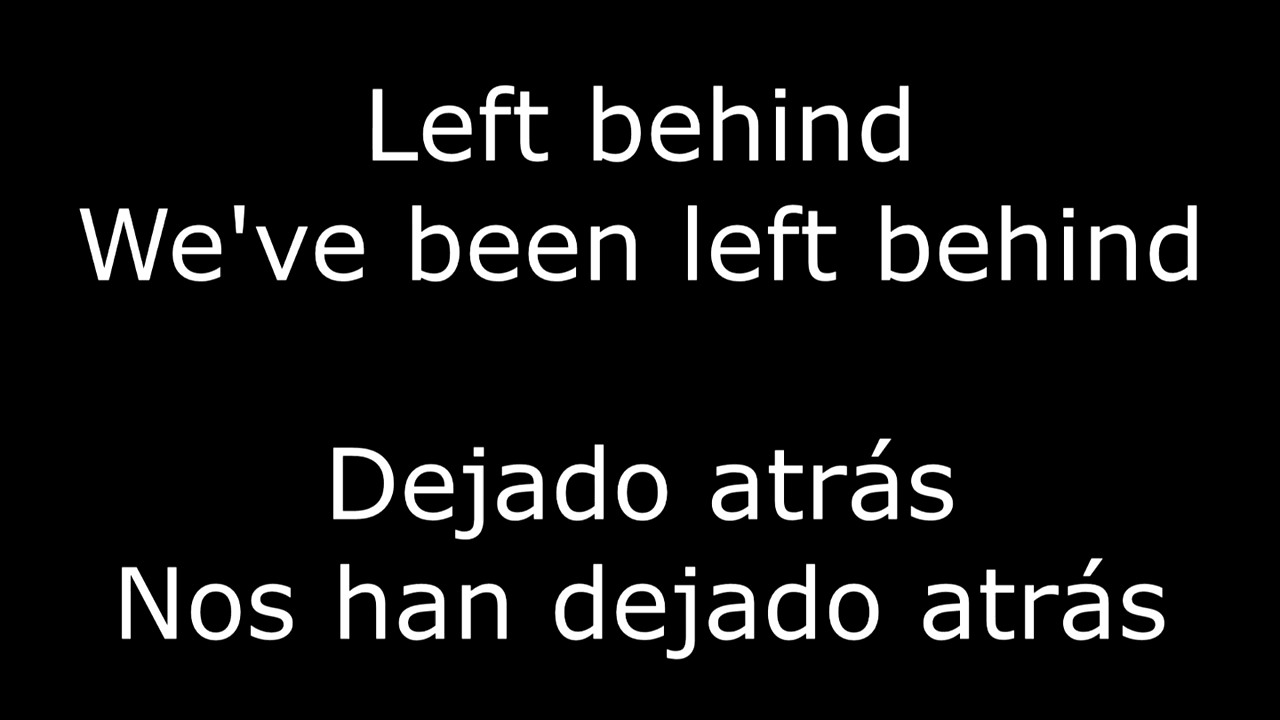 Left behind
We've been left behind
Dejado atrás
Nos han dejado atrás